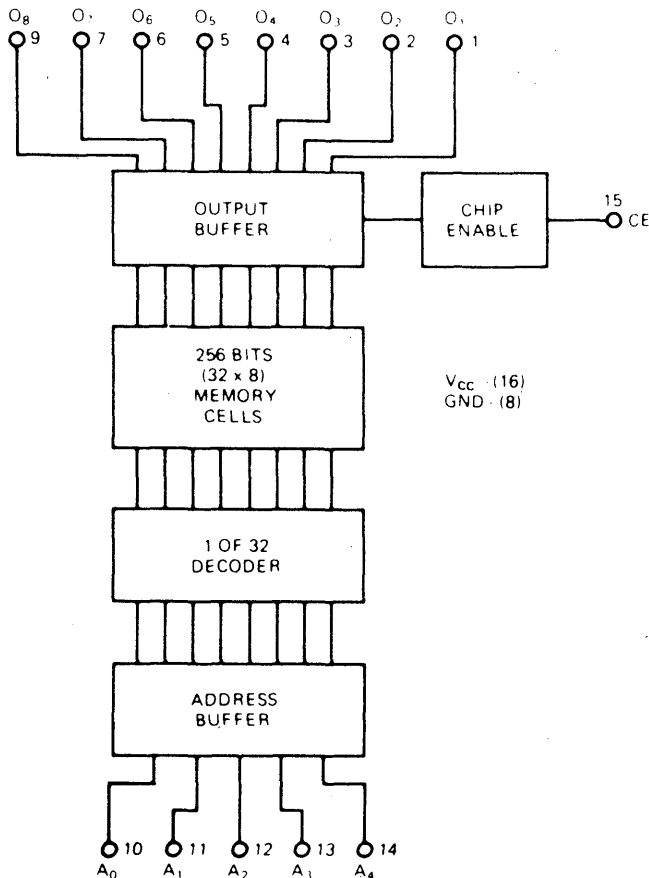 O8 O7 O6 O5 O4 O3 O2 O1
9 7 6 5 4 3 2 1
OUTPUT
BUFFER
CHIP
ENABLE
15
CE
256 BITS
(32 x 8)
MEMORY
CELLS
VCC · (16)
GND · (8)
1 OF 32
DECODER
ADDRESS
BUFFER
10 11 12 13 14
A0 A1 A2 A3 A4